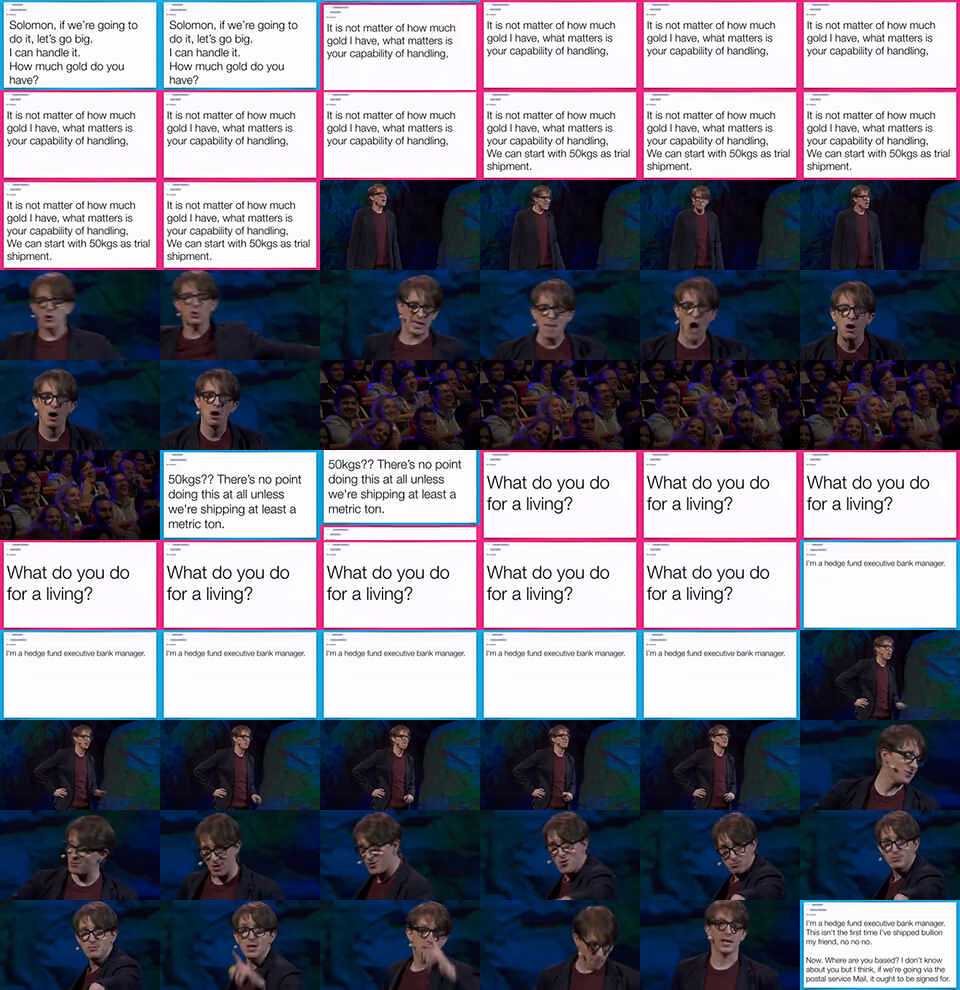 Solomon, if we're going to
do it, let's go big.
I can handle it.
How much gold do you
have?
Solomon, if we're going to
do it, let's go big.
I can handle it.
How much gold do you
have?
It is not matter of how much
gold I have, what matters is
your capability of handling,
It is not matter of how much
gold I have, what matters is
your capability of handling,
It is not matter of how much
gold I have, what matters is
your capability of handling,
It is not matter of how much
gold I have, what matters is
your capability of handling,
It is not matter of how much
gold I have, what matters is
your capability of handling,
It is not matter of how much
gold I have, what matters is
your capability of handling,
It is not matter of how much
gold I have, what matters is
your capability of handling,
It is not matter of how much
gold I have, what matters is
your capability of handling,
We can start with 50kgs as trial
shipment.
It is not matter of how much
gold I have, what matters is
your capability of handling,
We can start with 50kgs as trial
shipment.
It is not matter of how much
gold I have, what matters is
your capability of handling,
We can start with 50kgs as trial
shipment.
It is not matter of how much
gold I have, what matters is
your capability of handling,
We can start with 50kgs as trial
shipment.
It is not matter of how much
gold I have, what matters is
your capability of handling,
We can start with 50kgs as trial
shipment.
50kgs?? There's no point
doing this at all unless
we're shipping at least a
metric ton.
50kgs?? There's no point
doing this at all unless
we're shipping at least a
metric ton.
What do you do
for a living?
What do you do
for a living?
What do you do
for a living?
What do you do
for a living?
What do you do
for a living?
What do you do
for a living?
What do you do
for a living?
What do you do
for a living?
I'm a hedge fund executive bank manager.
I'm a hedge fund executive bank manager.
I'm a hedge fund executive bank manager.
I'm a hedge fund executive bank manager.
I'm a hedge fund executive bank manager.
I'm a hedge fund executive bank manager.
I'm a hedge fund executive bank manager.
This isn't the first time I've shipped bullion
my friend, no no no.
Now. Where are you based? I don't know
about you but I think, if we're going via the
postal service Mail, it ought to be signed for.